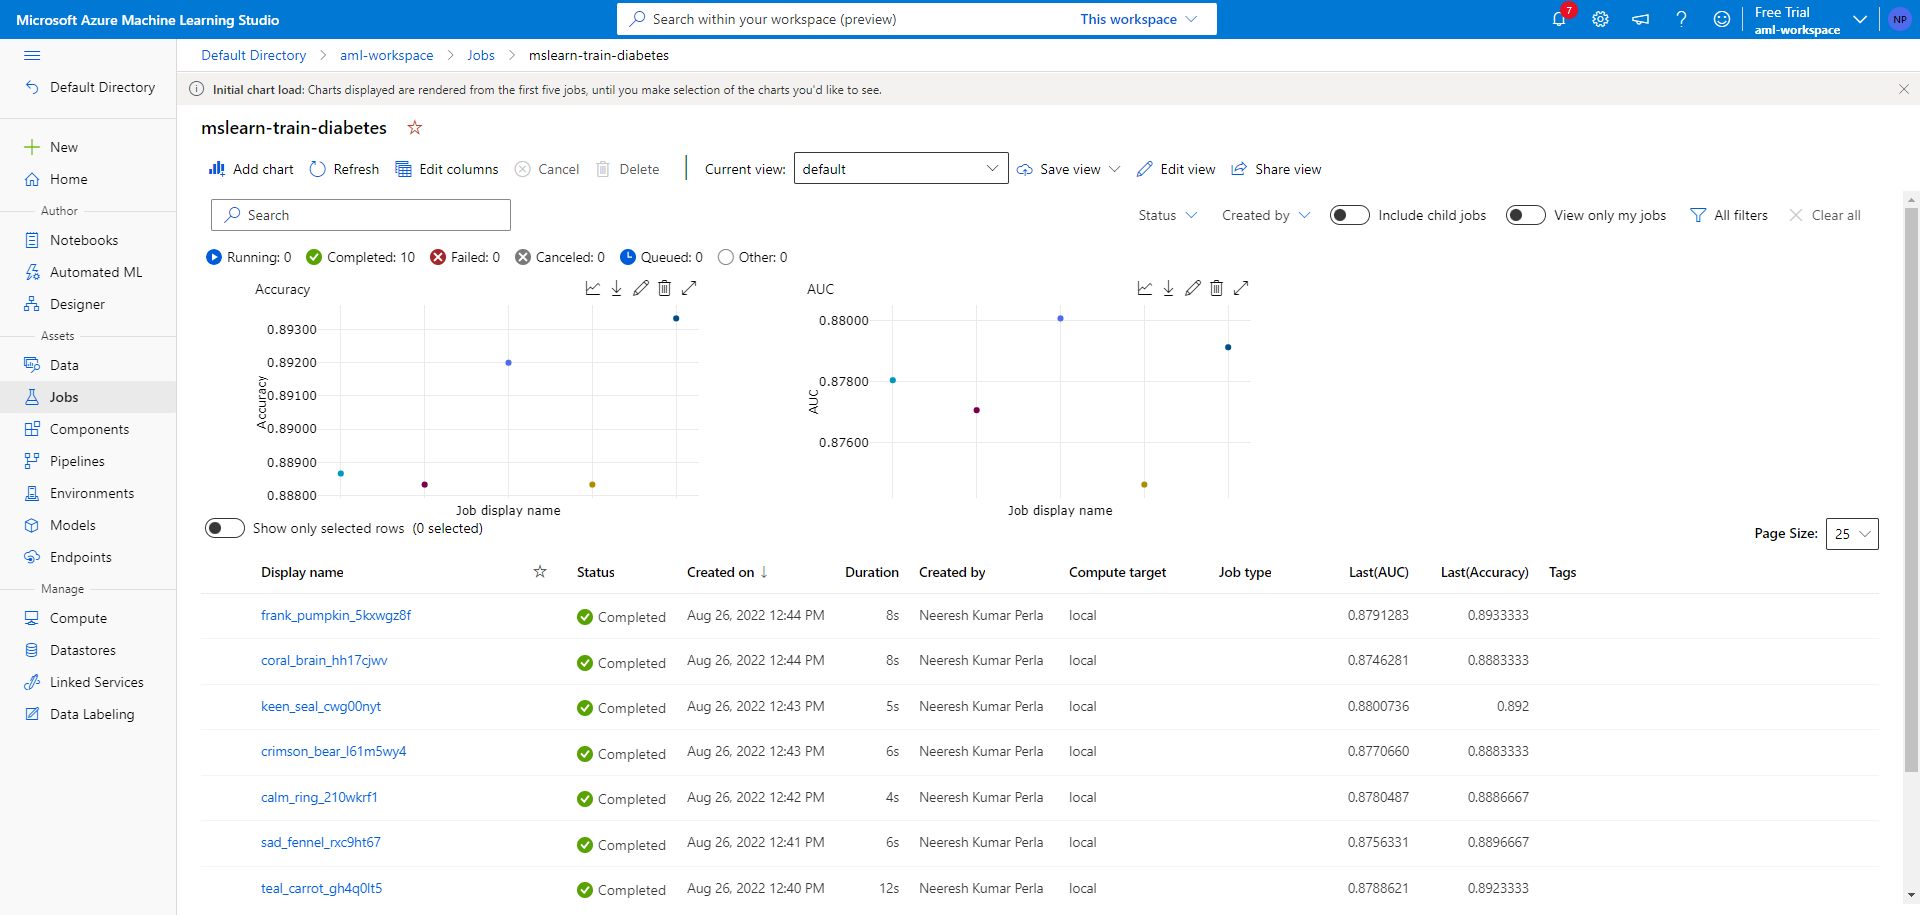 Microsoft Azure Machine Learning Studio
Search within your workspace (preview)
This workspace
7
Free Trial
aml-workspace
NP
Default Directory
Default Directory > aml-workspace > Jobs > mslearn-train-diabetes
Initial chart load: Charts displayed are rendered from the first five jobs, until you make selection of the charts you'd like to see.
New
Home
Author
Notebooks
Automated ML
Designer
Assets
Data
Jobs
Components
Pipelines
Environments
Models
Endpoints
Manage
Compute
Datastores
Linked Services
Data Labeling
mslearn-train-diabetes
Add chart Refresh Edit columns Cancel Delete Current view: default Save view Edit view Share view
Search Status Created by Include child jobs View only my jobs All filters Clear all
Running: 0 Completed: 10 Failed: 0 Canceled: 0 Queued: 0 Other: 0
Accuracy
0.89300
0.89200
0.89100
0.89000
0.88900
0.88800
Accuracy
Job display name
AUC
0.88000
0.87800
0.87600
AUC
Job display name
Show only selected rows (0 selected)
Page Size: 25
Display name Status Created on ↓ Duration Created by Compute target Job type Last(AUC) Last(Accuracy) Tags
frank_pumpkin_5kxwgz8f Completed Aug 26, 2022 12:44 PM 8s Neeresh Kumar Perla local 0.8791283 0.8933333
coral_brain_hh17cjwv Completed Aug 26, 2022 12:44 PM 8s Neeresh Kumar Perla local 0.8746281 0.8883333
keen_seal_cwg00nyt Completed Aug 26, 2022 12:43 PM 5s Neeresh Kumar Perla local 0.8800736 0.892
crimson_bear_l61m5wy4 Completed Aug 26, 2022 12:43 PM 6s Neeresh Kumar Perla local 0.8770660 0.8883333
calm_ring_210wkrf1 Completed Aug 26, 2022 12:42 PM 4s Neeresh Kumar Perla local 0.8780487 0.8886667
sad_fennel_rxc9ht67 Completed Aug 26, 2022 12:41 PM 6s Neeresh Kumar Perla local 0.8756331 0.8896667
teal_carrot_gh4q0lt5 Completed Aug 26, 2022 12:40 PM 12s Neeresh Kumar Perla local 0.8788621 0.8923333